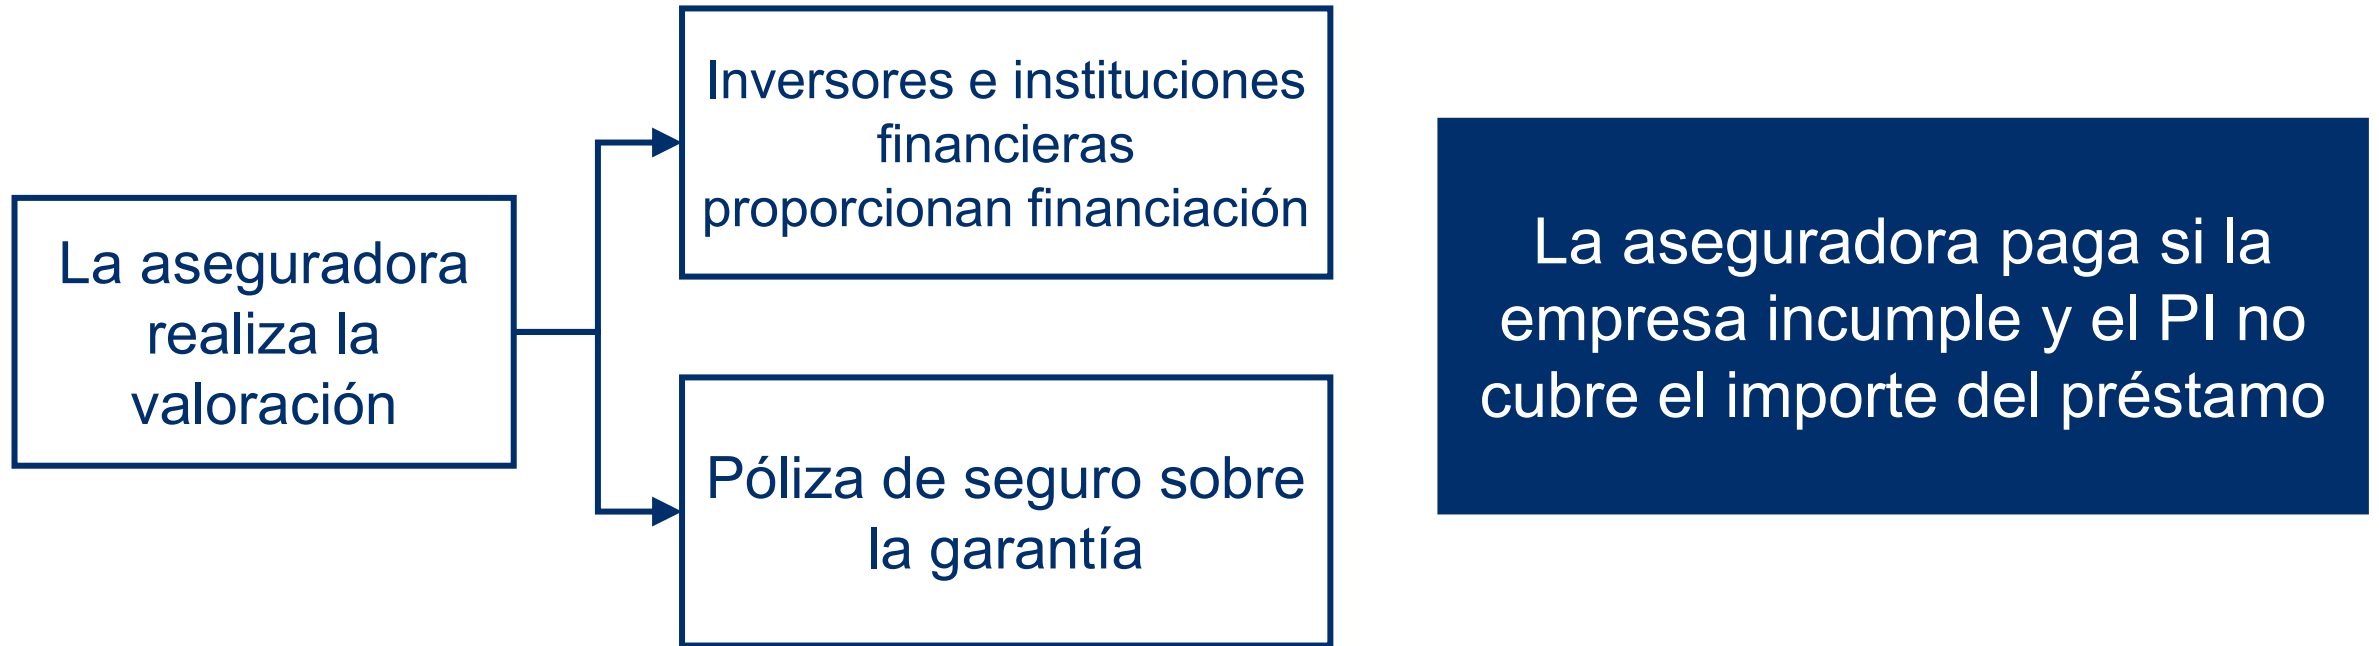 La aseguradora
realiza la
valoración
Inversores e instituciones
financieras
proporcionan financiación
Póliza de seguro sobre
la garantía
La aseguradora paga si la
empresa incumple y el PI no
cubre el importe del préstamo